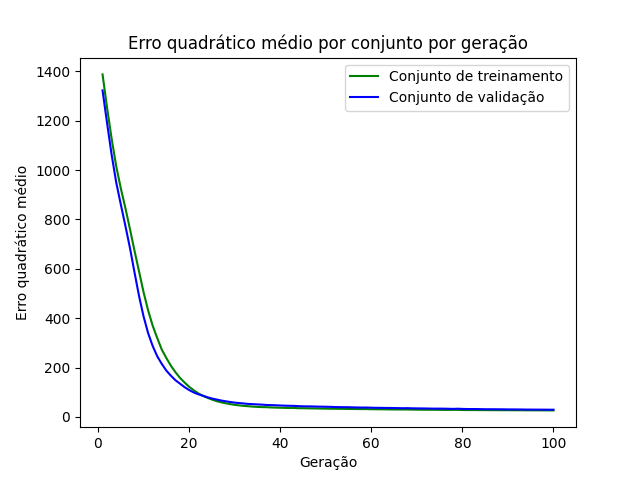 Erro quadrático médio por conjunto por geração
Conjunto de treinamento
Conjunto de validação
Erro quadrático médio
1400
1200
1000
800
600
400
200
0
0 20 40 60 80 100
Geração